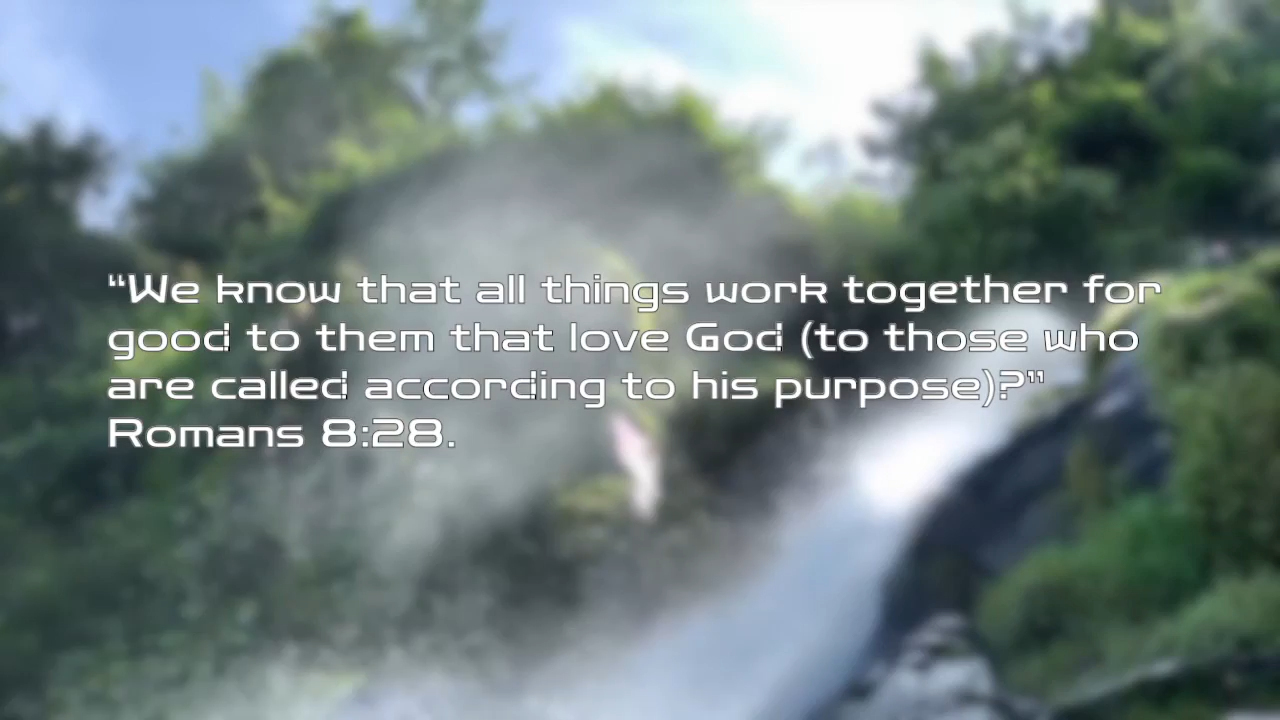 “We know that all things work together for
good to them that love God (to those who
are called according to his purpose)?”
Romans 8:28.